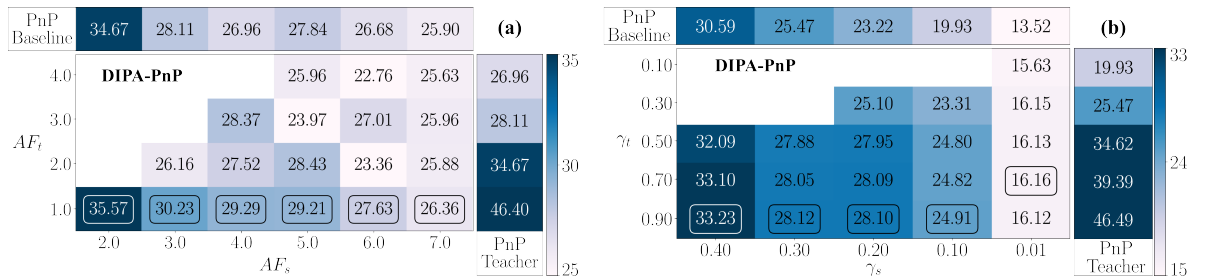 PnP
Baseline
34.67 28.11 26.96 27.84 26.68 25.90
(a)
DIPA-PnP
4.0 25.96 22.76 25.63 26.96
3.0 28.37 23.97 27.01 25.96 28.11
2.0 26.16 27.52 28.43 23.36 25.88 34.67
1.0 35.57 30.23 29.29 29.21 27.63 26.36 46.40
AF_t
2.0 3.0 4.0 5.0 6.0 7.0
AF_s
PnP
Teacher
35
30
25
PnP
Baseline
30.59 25.47 23.22 19.93 13.52
(b)
DIPA-PnP
0.10 15.63 19.93
0.30 25.10 23.31 16.15 25.47
0.50 32.09 27.88 27.95 24.80 16.13 34.62
0.70 33.10 28.05 28.09 24.82 16.16 39.39
0.90 33.23 28.12 28.10 24.91 16.12 46.49
γ_t
0.40 0.30 0.20 0.10 0.01
γ_s
PnP
Teacher
33
24
15